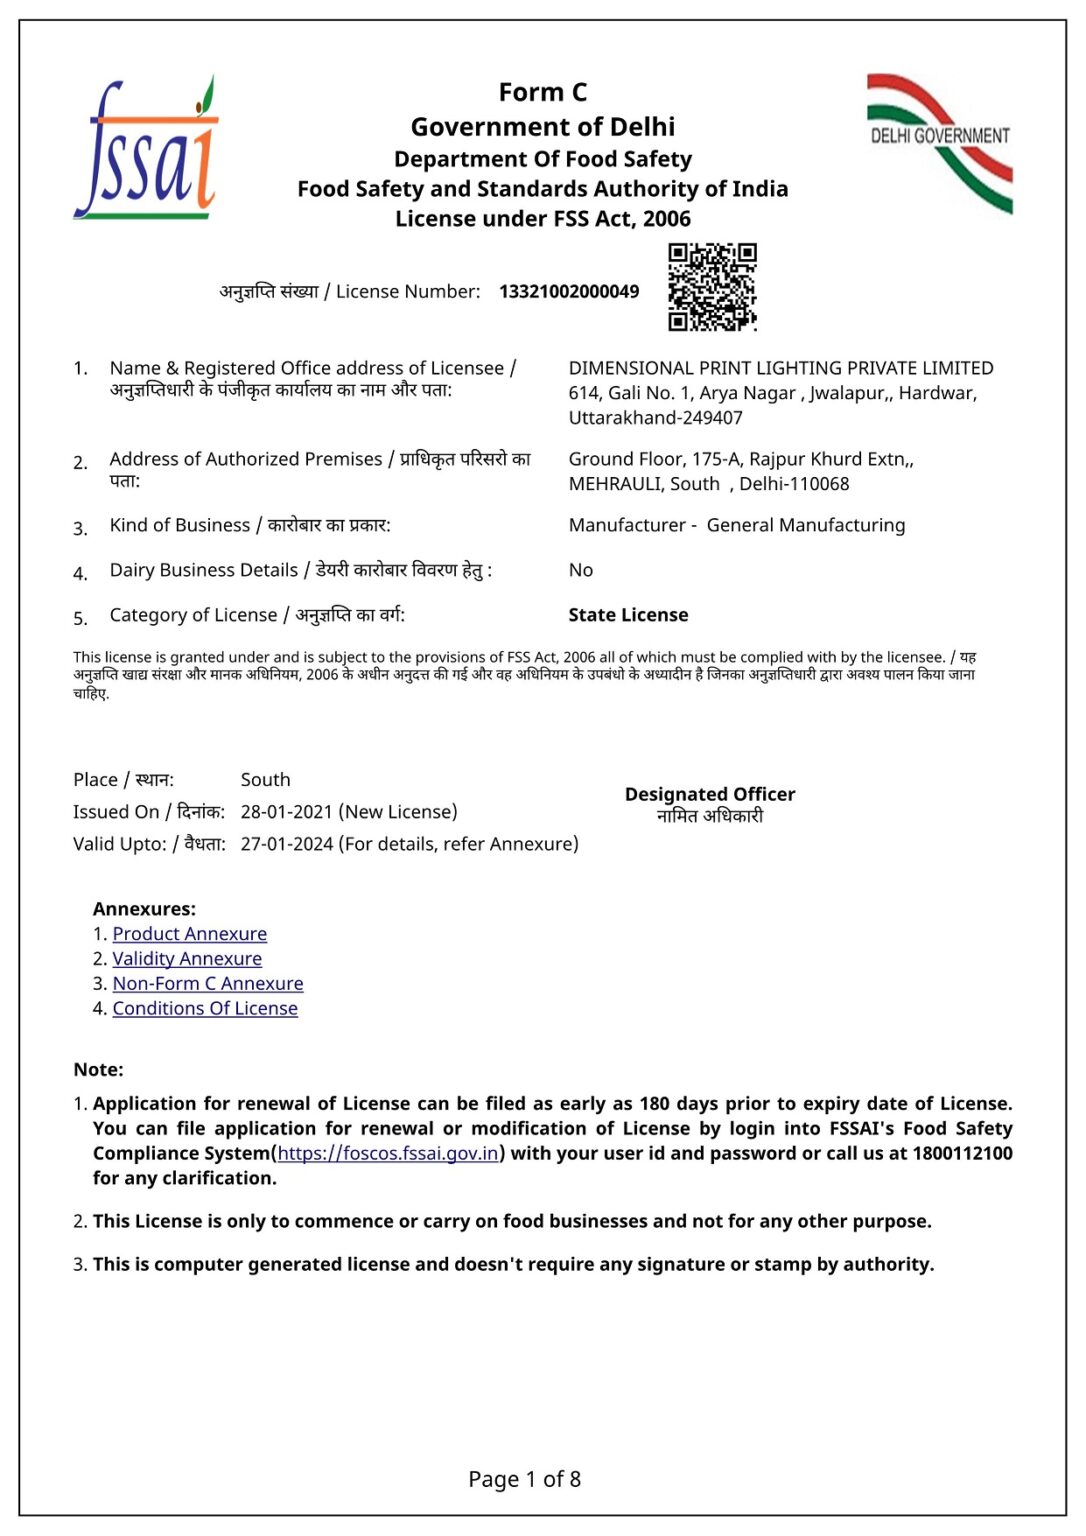 fssai
Form C
Government of Delhi
Department Of Food Safety
Food Safety and Standards Authority of India
License under FSS Act, 2006
DELHI GOVERNMENT
अनुज्ञप्ति संख्या / License Number: 13321002000049
1. Name & Registered Office address of Licensee /
अनुज्ञप्तिधारी के पंजीकृत कार्यालय का नाम और पता:
DIMENSIONAL PRINT LIGHTING PRIVATE LIMITED
614, Gali No. 1, Arya Nagar , Jwalapur,, Hardwar,
Uttarakhand-249407
2. Address of Authorized Premises / प्राधिकृत परिसरो का
पता:
Ground Floor, 175-A, Rajpur Khurd Extn,,
MEHRAULI, South , Delhi-110068
3. Kind of Business / कारोबार का प्रकार: Manufacturer - General Manufacturing
4. Dairy Business Details / डेयरी कारोबार विवरण हेतु : No
5. Category of License / अनुज्ञप्ति का वर्ग: State License
This license is granted under and is subject to the provisions of FSS Act, 2006 all of which must be complied with by the licensee. / यह
अनुज्ञप्ति खाद्य संरक्षा और मानक अधिनियम, 2006 के अधीन अनुदत्त की गई और वह अधिनियम के उपबंधो के अध्यादीन है जिनका अनुज्ञप्तिधारी द्वारा अवश्य पालन किया जाना
चाहिए.
Place / स्थान: South
Issued On / दिनांक: 28-01-2021 (New License)
Valid Upto: / वैधता: 27-01-2024 (For details, refer Annexure)
Designated Officer
नामित अधिकारी
Annexures:
1. Product Annexure
2. Validity Annexure
3. Non-Form C Annexure
4. Conditions Of License
Note:
1. Application for renewal of License can be filed as early as 180 days prior to expiry date of License.
You can file application for renewal or modification of License by login into FSSAI's Food Safety
Compliance System(https://foscos.fssai.gov.in) with your user id and password or call us at 1800112100
for any clarification.
2. This License is only to commence or carry on food businesses and not for any other purpose.
3. This is computer generated license and doesn't require any signature or stamp by authority.
Page 1 of 8